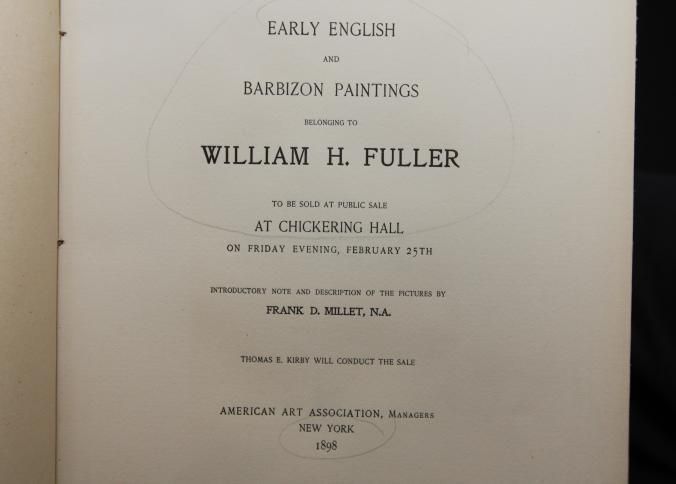 EARLY ENGLISH
AND
BARBIZON PAINTINGS
BELONGING TO
WILLIAM H. FULLER
TO BE SOLD AT PUBLIC SALE
AT CHICKERING HALL
ON FRIDAY EVENING, FEBRUARY 25TH
INTRODUCTORY NOTE AND DESCRIPTION OF THE PICTURES BY
FRANK D. MILLET, N.A.
THOMAS E. KIRBY WILL CONDUCT THE SALE
AMERICAN ART ASSOCIATION, MANAGERS
NEW YORK
1898